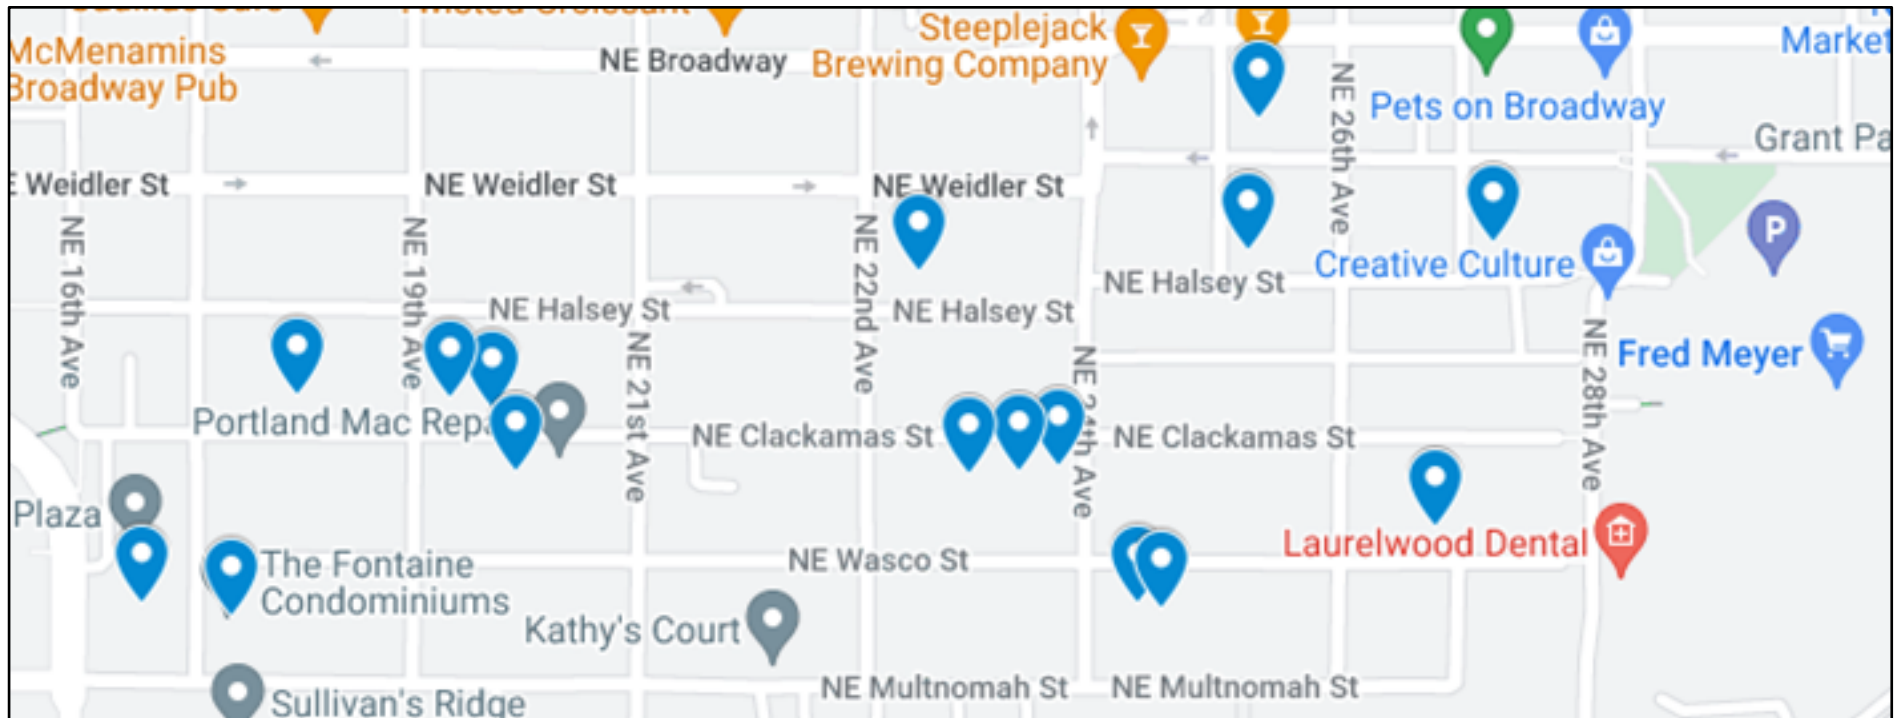 McMenamins
Broadway Pub
NE Broadway
Steeplejack
Brewing Company
NE 26th Ave
Pets on Broadway
Market
Grant Pa
E Weidler St
NE Weidler St
NE Weidler St
NE 16th Ave
NE 19th Ave
NE 22nd Ave
NE Halsey St
NE Halsey St
NE Halsey St
Creative Culture
P
NE 21st Ave
NE 24th Ave
NE 28th Ave
Fred Meyer
Portland Mac Repa
NE Clackamas St
NE Clackamas St
Plaza
The Fontaine
Condominiums
NE Wasco St
Laurelwood Dental
Kathy's Court
NE Multnomah St
NE Multnomah St
Sullivan's Ridge